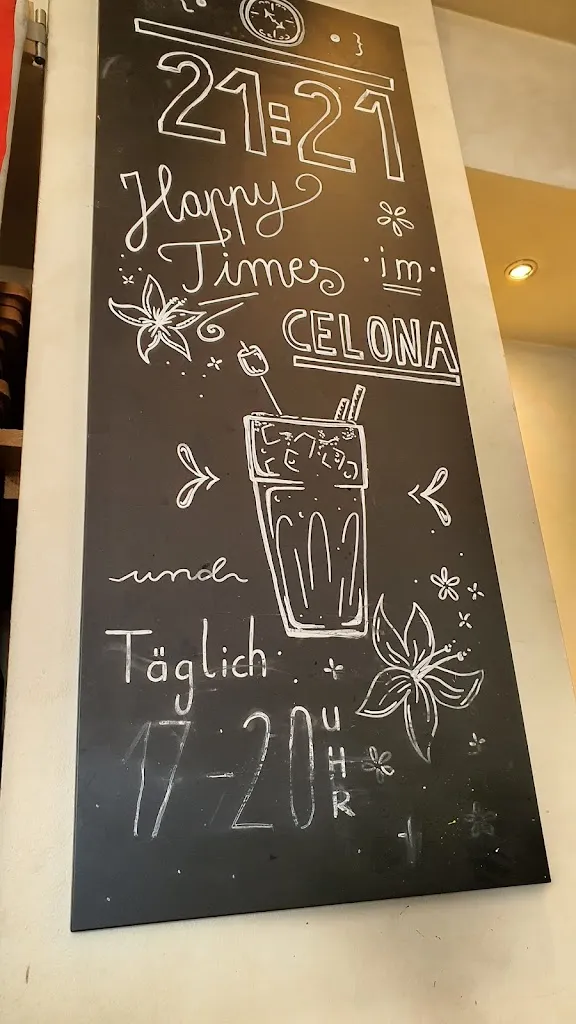 21:21
Happy
Times im
CELONA
und
Täglich
17-20 UHR